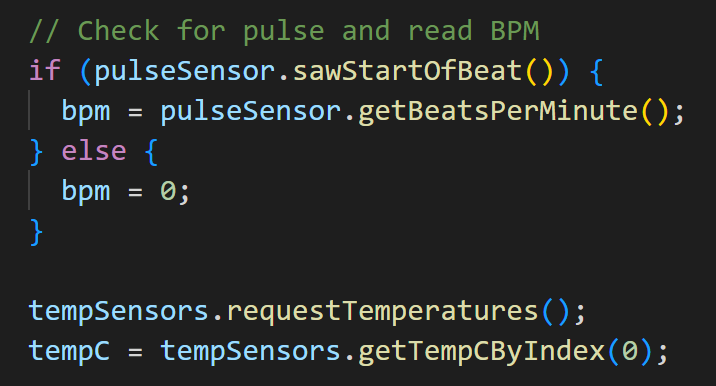 // Check for pulse and read BPM
if (pulseSensor.sawStartOfBeat()) {
  bpm = pulseSensor.getBeatsPerMinute();
} else {
  bpm = 0;
}

tempSensors.requestTemperatures();
tempC = tempSensors.getTempCByIndex(0);